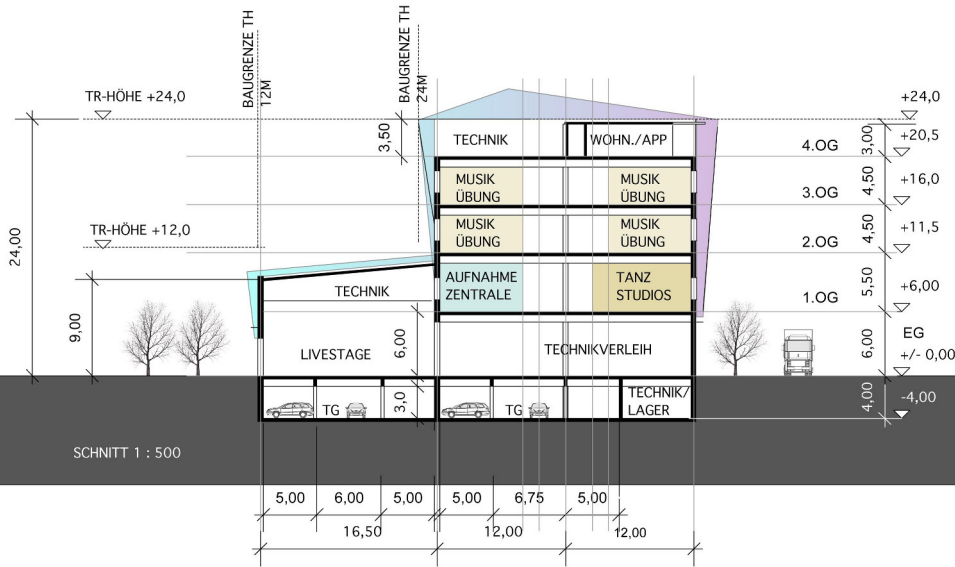 BAUGRENZE TH
12M
BAUGRENZE TH
24M
TR-HÖHE +24,0
+24,0
3,50
TECHNIK
WOHN./APP
4.OG
3,00
+20,5
MUSIK
ÜBUNG
MUSIK
ÜBUNG
3.OG
4,50
+16,0
TR-HÖHE +12,0
MUSIK
ÜBUNG
MUSIK
ÜBUNG
2.OG
4,50
+11,5
24,00
AUFNAHME
ZENTRALE
TANZ
STUDIOS
1.OG
5,50
+6,00
TECHNIK
9,00
LIVESTAGE
6,00
TECHNIKVERLEIH
6,00
EG
+/- 0,00
TG
3,0
TG
TECHNIK/
LAGER
4,00
-4,00
SCHNITT 1 : 500
5,00
6,00
5,00
5,00
6,75
5,00
16,50
12,00
12,00